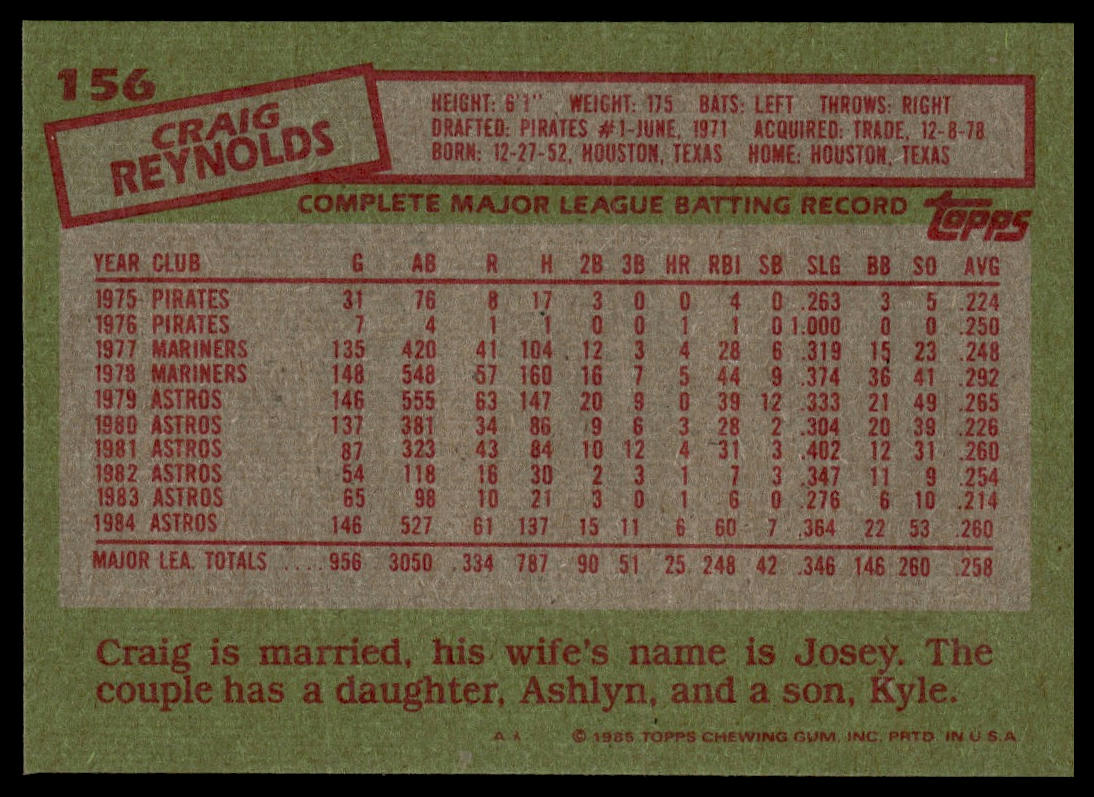 156
CRAIG
REYNOLDS
HEIGHT: 6'1" WEIGHT: 175 BATS: LEFT THROWS: RIGHT
DRAFTED: PIRATES #1-JUNE, 1971 ACQUIRED: TRADE, 12-8-78
BORN: 12-27-52, HOUSTON, TEXAS HOME: HOUSTON, TEXAS
COMPLETE MAJOR LEAGUE BATTING RECORD
TOPPS
YEAR CLUB G AB R H 2B 3B HR RBI SB SLG BB SO AVG
1975 PIRATES 31 76 8 17 3 0 0 4 0 .263 3 5 .224
1976 PIRATES 7 4 1 1 0 0 1 1 0 1.000 0 0 .250
1977 MARINERS 135 420 41 104 12 3 4 28 6 .319 15 23 .248
1978 MARINERS 148 548 57 160 16 7 5 44 9 .374 36 41 .292
1979 ASTROS 146 555 63 147 20 9 0 39 12 .333 21 49 .265
1980 ASTROS 137 381 34 86 9 6 3 28 2 .304 20 39 .226
1981 ASTROS 87 323 43 84 10 12 4 31 3 .402 12 31 .260
1982 ASTROS 54 118 16 30 2 3 1 7 3 .347 11 9 .254
1983 ASTROS 65 98 10 21 3 0 1 6 0 .276 6 10 .214
1984 ASTROS 146 527 61 137 15 11 6 60 7 .364 22 53 .260
MAJOR LEA. TOTALS ....956 3050 .334 787 90 51 25 248 42 .346 146 260 .258
Craig is married, his wife's name is Josey. The
couple has a daughter, Ashlyn, and a son, Kyle.
© 1985 TOPPS CHEWING GUM, INC. PRTD. IN U.S.A.